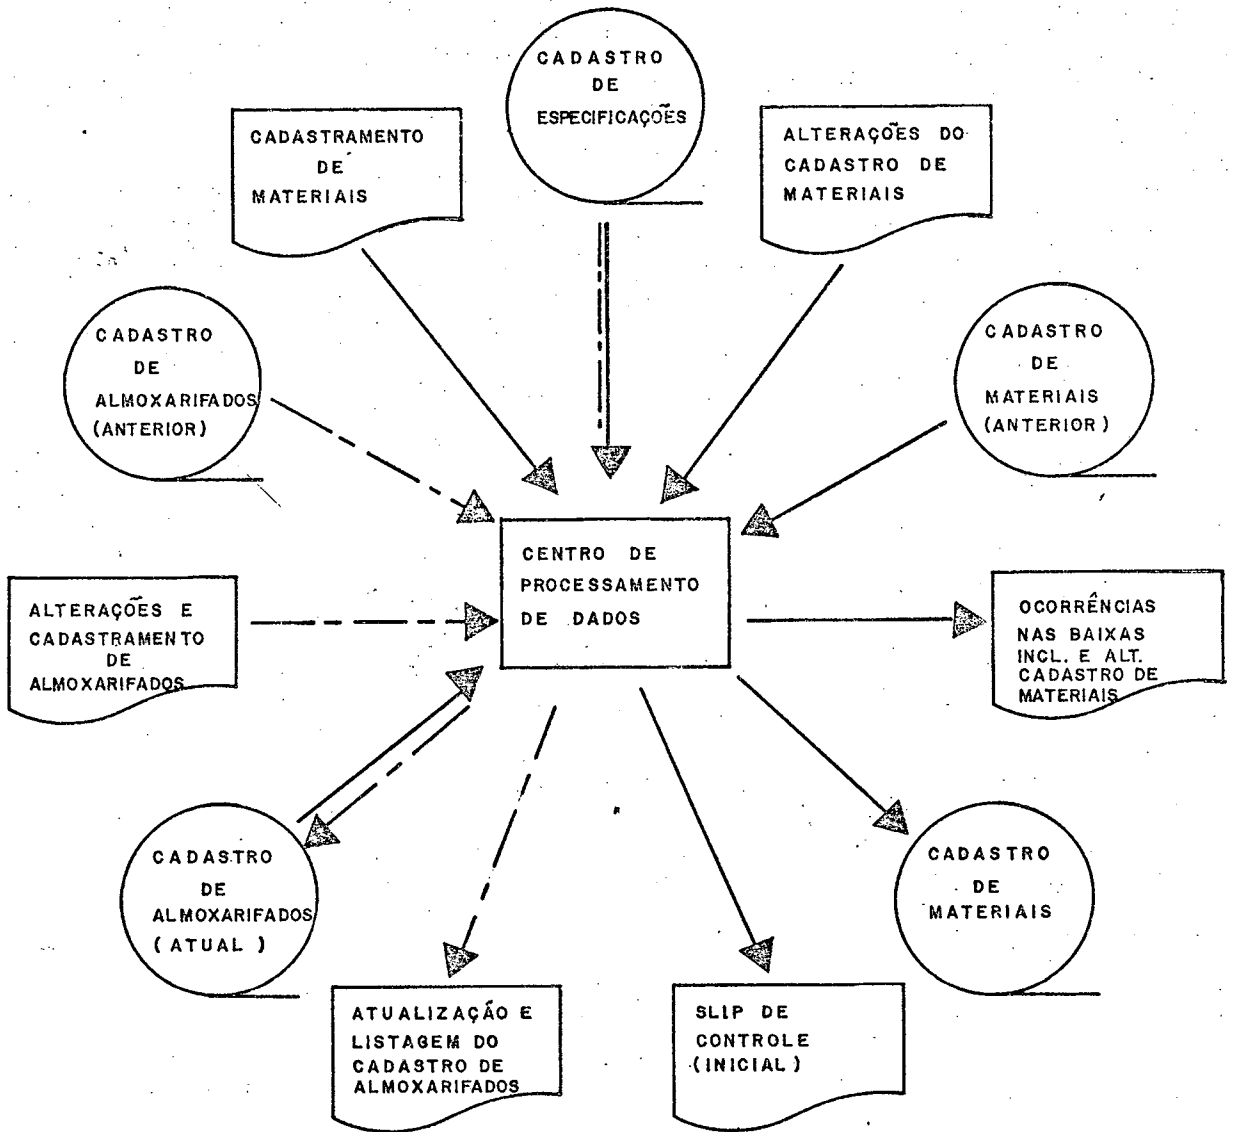 CADASTRO
DE
ESPECIFICAÇÕES
CADASTRAMENTO
DE
MATERIAIS
ALTERAÇÕES DO
CADASTRO DE
MATERIAIS
CADASTRO
DE
ALMOXARIFADOS
(ANTERIOR)
CADASTRO
DE
MATERIAIS
(ANTERIOR)
CENTRO DE
PROCESSAMENTO
DE DADOS
ALTERAÇÕES E
CADASTRAMENTO
DE
ALMOXARIFADOS
OCORRÊNCIAS
NAS BAIXAS
INCL. E ALT.
CADASTRO DE
MATERIAIS
CADASTRO
DE
ALMOXARIFADOS
(ATUAL)
CADASTRO
DE
MATERIAIS
ATUALIZAÇÃO E
LISTAGEM DO
CADASTRO DE
ALMOXARIFADOS
SLIP DE
CONTROLE
(INICIAL)